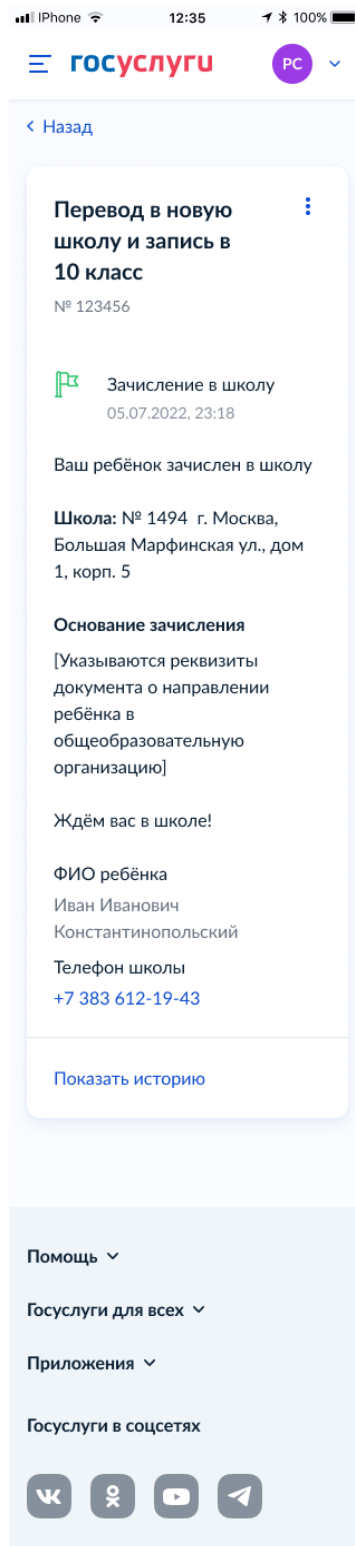 IPhone 12:35 100%
госуслуги РС
Назад
Перевод в новую
школу и запись в
10 класс
№ 123456
Зачисление в школу
05.07.2022, 23:18
Ваш ребёнок зачислен в школу
Школа: № 1494 г. Москва,
Большая Марфинская ул., дом
1, корп. 5
Основание зачисления
[Указываются реквизиты
документа о направлении
ребёнка в
общеобразовательную
организацию]
Ждём вас в школе!
ФИО ребёнка
Иван Иванович
Константинопольский
Телефон школы
+7 383 612-19-43
Показать историю
Помощь
Госуслуги для всех
Приложения
Госуслуги в соцсетях